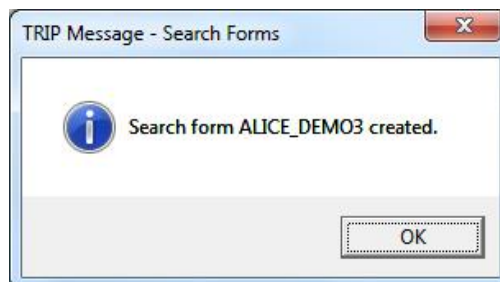 TRIP Message - Search Forms
Search form ALICE_DEMO3 created.
OK